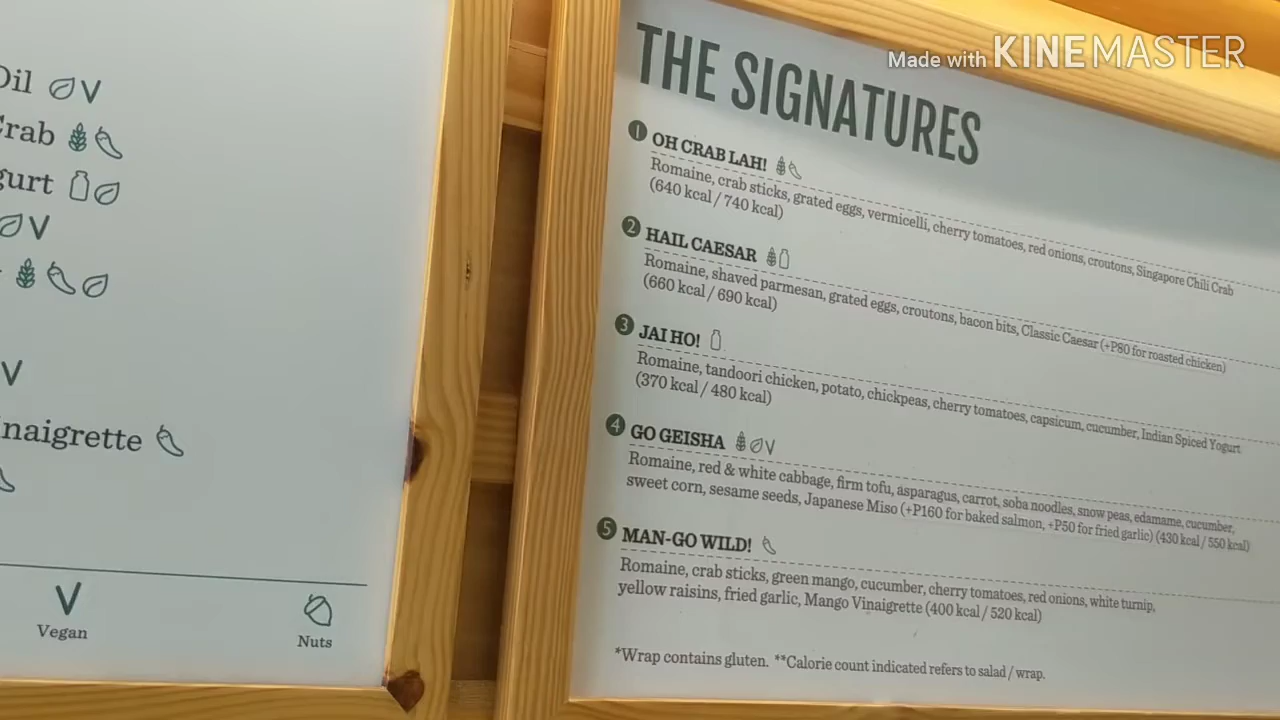 Made with KINEMASTER
Oil V
Crab
gurt
V
V
naigrette
V
Vegan
Nuts
THE SIGNATURES
1 OH CRAB LAH!
Romaine, crab sticks, grated eggs, vermicelli, cherry tomatoes, red onions, croutons, Singapore Chili Crab
(640 kcal / 740 kcal)
2 HAIL CAESAR
Romaine, shaved parmesan, grated eggs, croutons, bacon bits, Classic Caesar (+P80 for roasted chicken)
(660 kcal / 690 kcal)
3 JAI HO!
Romaine, tandoori chicken, potato, chickpeas, cherry tomatoes, capsicum, cucumber, Indian Spiced Yogurt
(370 kcal / 480 kcal)
4 GO GEISHA V
Romaine, red & white cabbage, firm tofu, asparagus, carrot, soba noodles, snow peas, edamame, cucumber,
sweet corn, sesame seeds, Japanese Miso (+P160 for baked salmon, +P50 for fried garlic) (430 kcal / 550 kcal)
5 MAN-GO WILD!
Romaine, crab sticks, green mango, cucumber, cherry tomatoes, red onions, white turnip,
yellow raisins, fried garlic, Mango Vinaigrette (400 kcal / 520 kcal)
*Wrap contains gluten. **Calorie count indicated refers to salad / wrap.